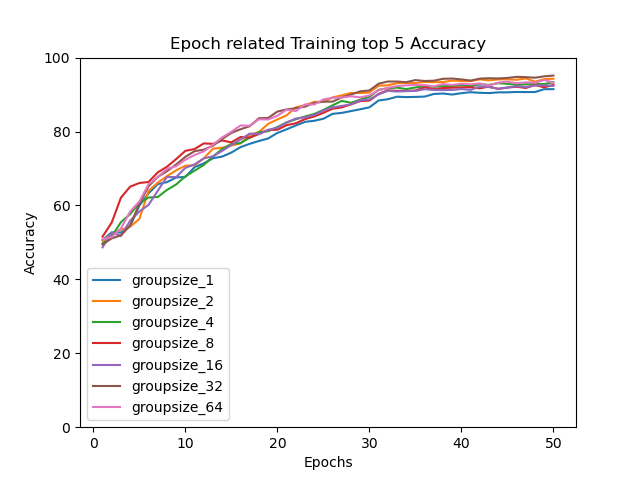 Epoch related Training top 5 Accuracy
100
80
60
40
20
0
Accuracy
groupsize_1
groupsize_2
groupsize_4
groupsize_8
groupsize_16
groupsize_32
groupsize_64
0 10 20 30 40 50
Epochs